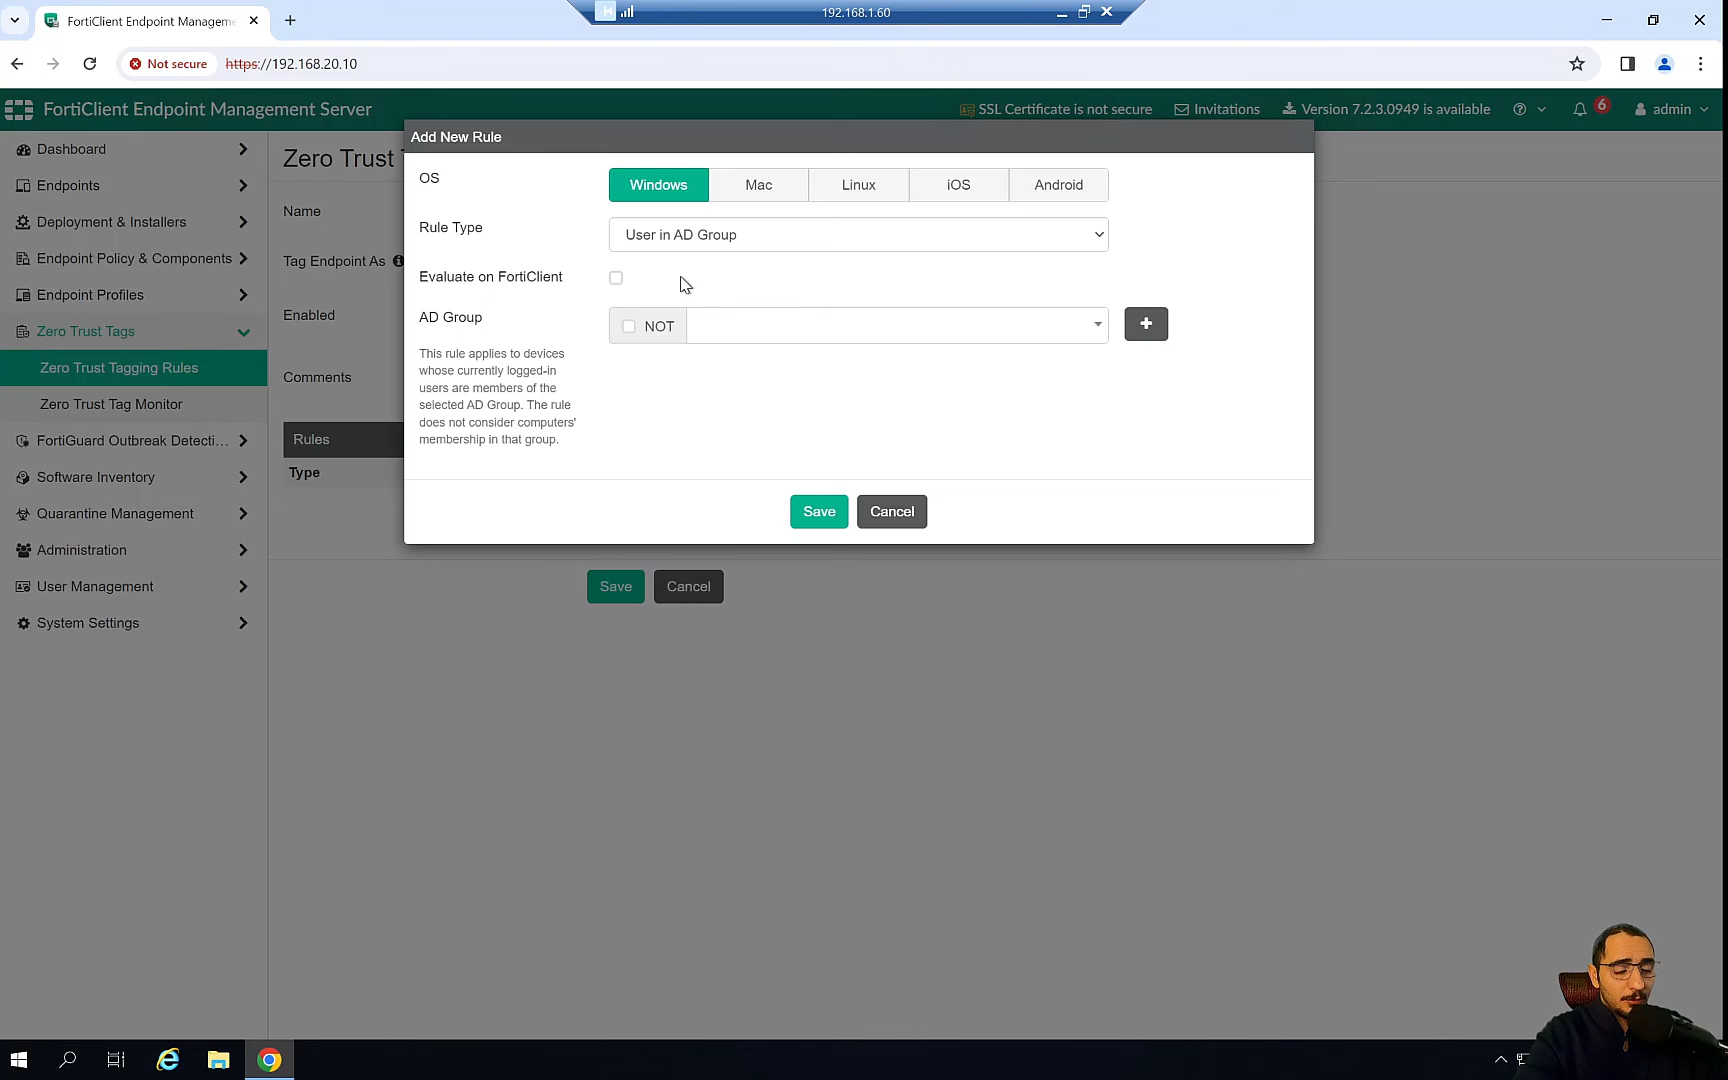 FortiClient Endpoint Manageme
192.168.1.60
Not secure
https://192.168.20.10
FortiClient Endpoint Management Server
SSL Certificate is not secure
Invitations
Version 7.2.3.0949 is available
6
admin
Add New Rule
Dashboard
Endpoints
Deployment & Installers
Endpoint Policy & Components
Endpoint Profiles
Zero Trust Tags
Zero Trust Tagging Rules
Zero Trust Tag Monitor
FortiGuard Outbreak Detecti...
Software Inventory
Quarantine Management
Administration
User Management
System Settings
Zero Trust T
Name
Tag Endpoint As
Enabled
Comments
Rules
Type
OS
Windows
Mac
Linux
iOS
Android
Rule Type
User in AD Group
Evaluate on FortiClient
AD Group
NOT
This rule applies to devices
whose currently logged-in
users are members of the
selected AD Group. The rule
does not consider computers'
membership in that group.
Save
Cancel
Save
Cancel